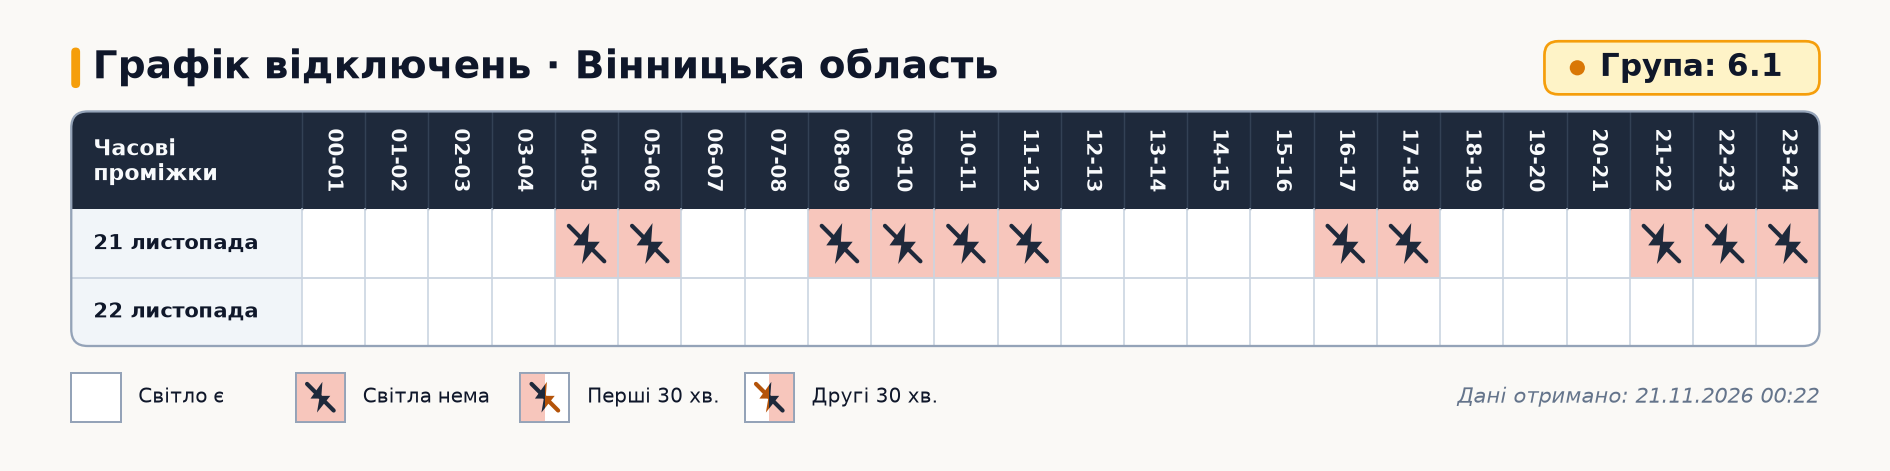 Графік відключень · Вінницька область
Група: 6.1
Часові
проміжки
00-01
01-02
02-03
03-04
04-05
05-06
06-07
07-08
08-09
09-10
10-11
11-12
12-13
13-14
14-15
15-16
16-17
17-18
18-19
19-20
20-21
21-22
22-23
23-24
21 листопада
22 листопада
Світло є
Світла нема
Перші 30 хв.
Другі 30 хв.
Дані отримано: 21.11.2026 00:22